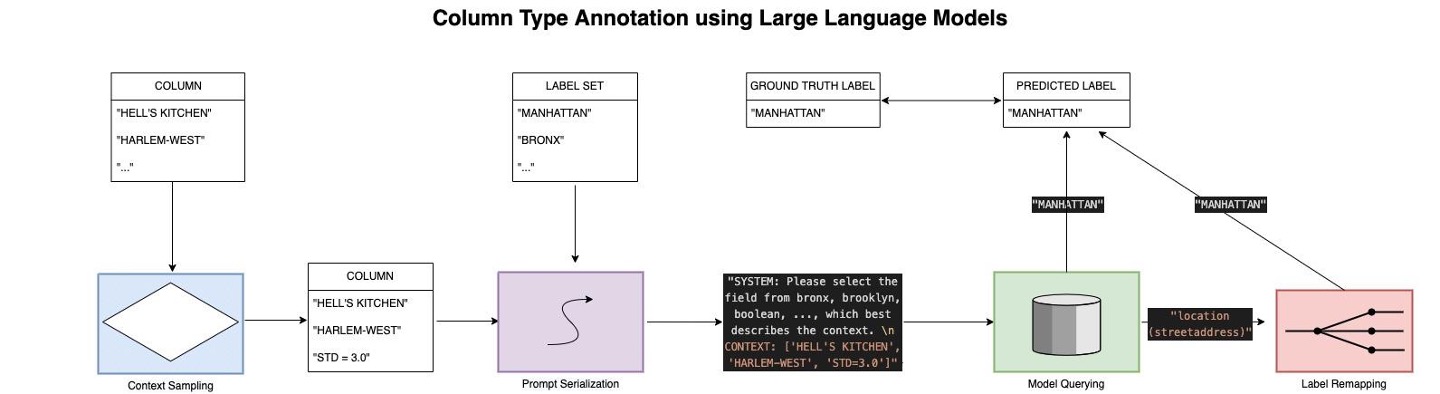 Column Type Annotation using Large Language Models
COLUMN
"HELL'S KITCHEN"
"HARLEM-WEST"
"..."
LABEL SET
"MANHATTAN"
"BRONX"
"..."
GROUND TRUTH LABEL
"MANHATTAN"
PREDICTED LABEL
"MANHATTAN"
"MANHATTAN"
"MANHATTAN"
COLUMN
"HELL'S KITCHEN"
"HARLEM-WEST"
"STD = 3.0"
"SYSTEM: Please select the
field from bronx, brooklyn,
boolean, ..., which best
describes the context. \n
CONTEXT: ['HELL'S KITCHEN',
'HARLEM-WEST', 'STD=3.0']"
"location
(streetaddress)"
Context Sampling
Prompt Serialization
Model Querying
Label Remapping